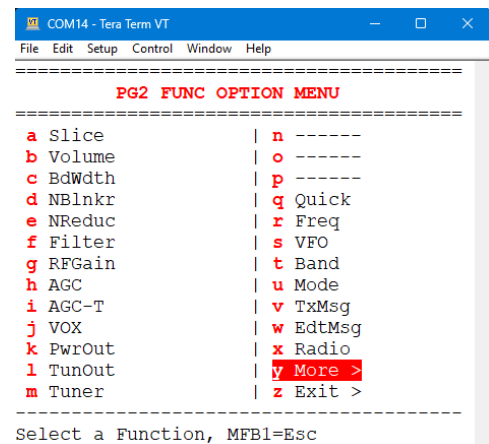 COM14 - Tera Term VT
File Edit Setup Control Window Help
========================================
PG2 FUNC OPTION MENU
========================================
a Slice | n ------
b Volume | o ------
c BdWdth | p ------
d NBlnkr | q Quick
e NReduc | r Freq
f Filter | s VFO
g RFGain | t Band
h AGC | u Mode
i AGC-T | v TxMsg
j VOX | w EdtMsg
k PwrOut | x Radio
l TunOut | y More >
m Tuner | z Exit >
----------------------------------------
Select a Function, MFB1=Esc